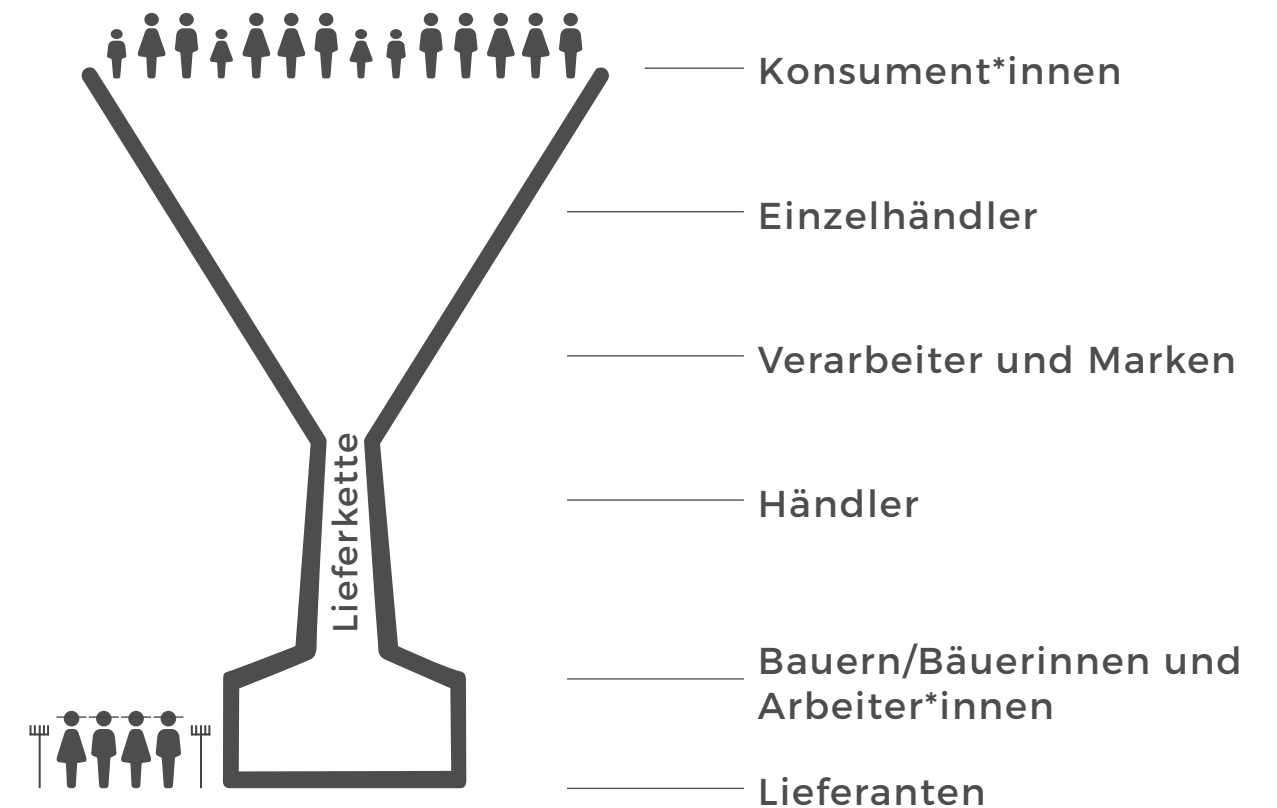 Konsument*innen
Einzelhändler
Verarbeiter und Marken
Lieferkette
Händler
Bauern/Bäuerinnen und
Arbeiter*innen
Lieferanten